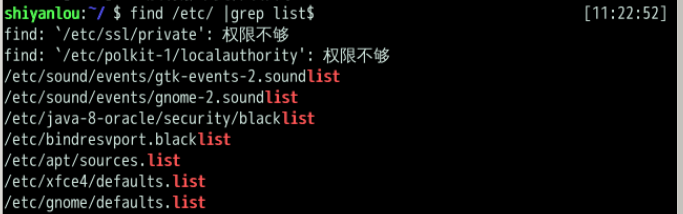 shiyanlou:~/ $ find /etc/ |grep list$ [11:22:52]
find: `/etc/ssl/private': 权限不够
find: `/etc/polkit-1/localauthority': 权限不够
/etc/sound/events/gtk-events-2.soundlist
/etc/sound/events/gnome-2.soundlist
/etc/java-8-oracle/security/blacklist
/etc/bindresvport.blacklist
/etc/apt/sources.list
/etc/xfce4/defaults.list
/etc/gnome/defaults.list